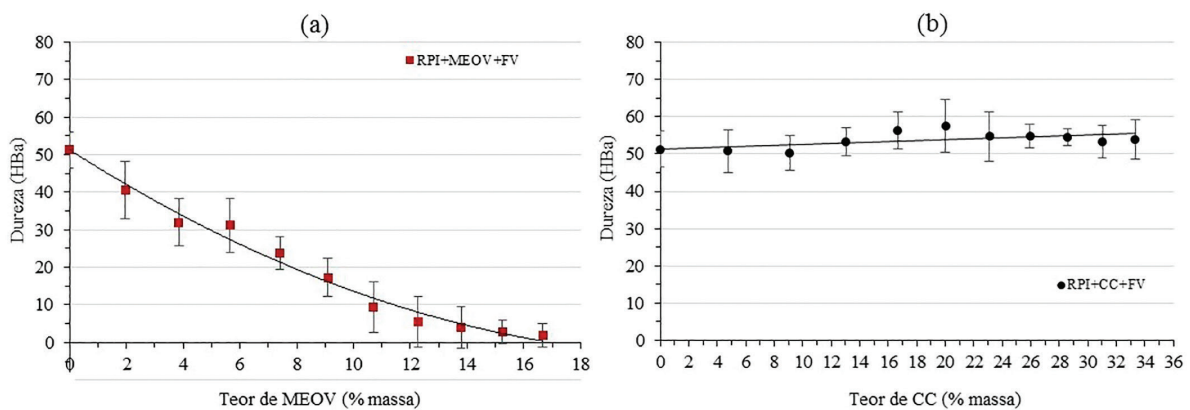 (a)
80
70
60
50
40
30
20
10
0
Dureza (HBa)
RPI+MEOV+FV
0 2 4 6 8 10 12 14 16 18
Teor de MEOV (% massa)
(b)
80
70
60
50
40
30
20
10
0
Dureza (HBa)
RPI+CC+FV
0 2 4 6 8 10 12 14 16 18 20 22 24 26 28 30 32 34 36
Teor de CC (% massa)